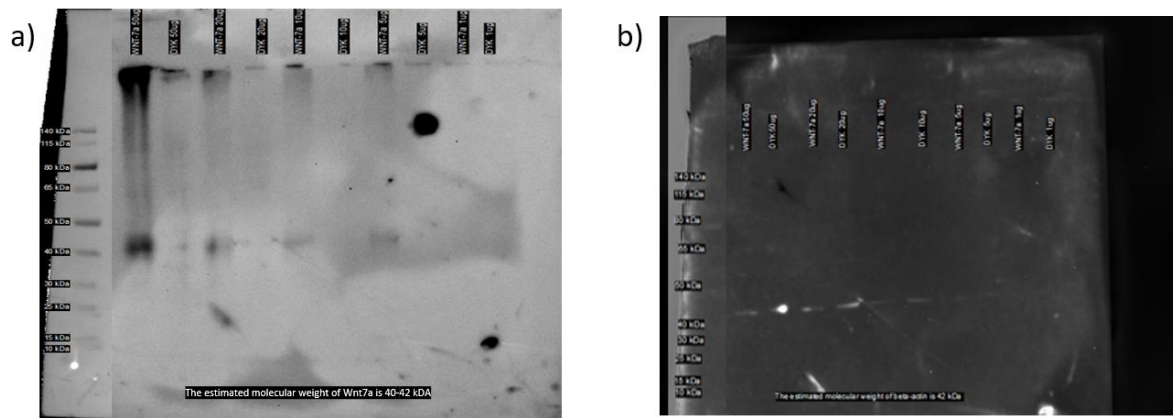 a)
WNT-7a 50ug
DYK 50ug
WNT-7a 20ug
DYK 20ug
WNT-7a 10ug
DYK 10ug
WNT-7a 5ug
DYK 5ug
WNT-7a 1ug
DYK 1ug
140 kDa
115 kDa
80 kDa
65 kDa
50 kDa
40 kDa
30 kDa
25 kDa
15 kDa
10 kDa
The estimated molecular weight of Wnt7a is 40-42 kDA
b)
WNT-7a 50ug
DYK 50ug
WNT-7a 20ug
DYK 20ug
WNT-7a 10ug
DYK 10ug
WNT-7a 5ug
DYK 5ug
WNT-7a 1ug
DYK 1ug
140 kDa
115 kDa
80 kDa
65 kDa
50 kDa
40 kDa
30 kDa
25 kDa
15 kDa
10 kDa
The estimated molecular weight of beta-actin is 42 kDa